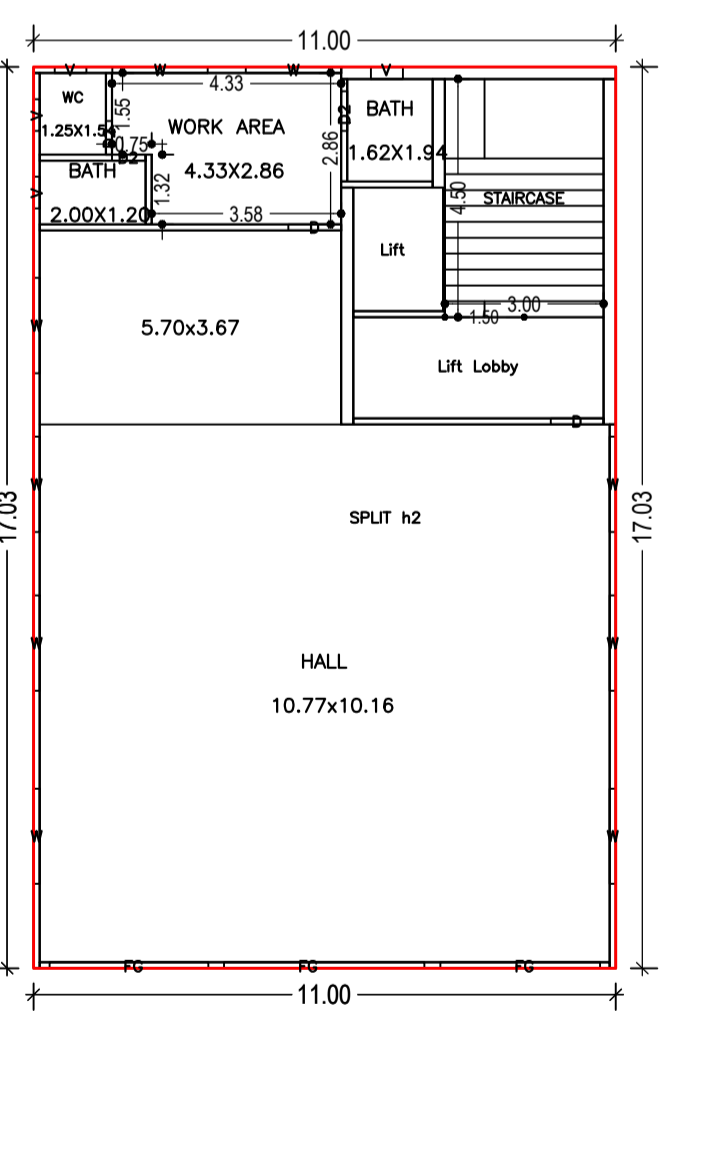 11.00
V
W
W
V
4.33
WC
V
1.55
D2
BATH
1.25X1.5
WORK AREA
0.75
2.86
1.62X1.94
D2
BATH
4.33X2.86
V
1.32
4.50
STAIRCASE
2.00X1.20
3.58
D
Lift
3.00
1.50
W
5.70x3.67
Lift Lobby
D
W
W
17.03
17.03
SPLIT h2
W
W
HALL
10.77x10.16
W
W
FG
FG
FG
11.00